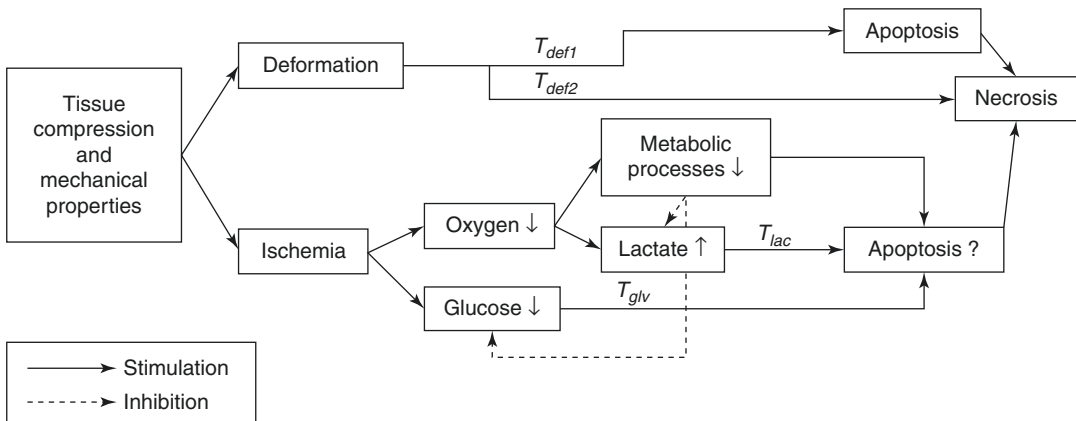 Tissue
compression
and
mechanical
properties
Deformation
T_def1
T_def2
Apoptosis
Necrosis
Ischemia
Oxygen ↓
Metabolic
processes ↓
Lactate ↑
T_lac
Apoptosis ?
Glucose ↓
T_glv
Stimulation
Inhibition